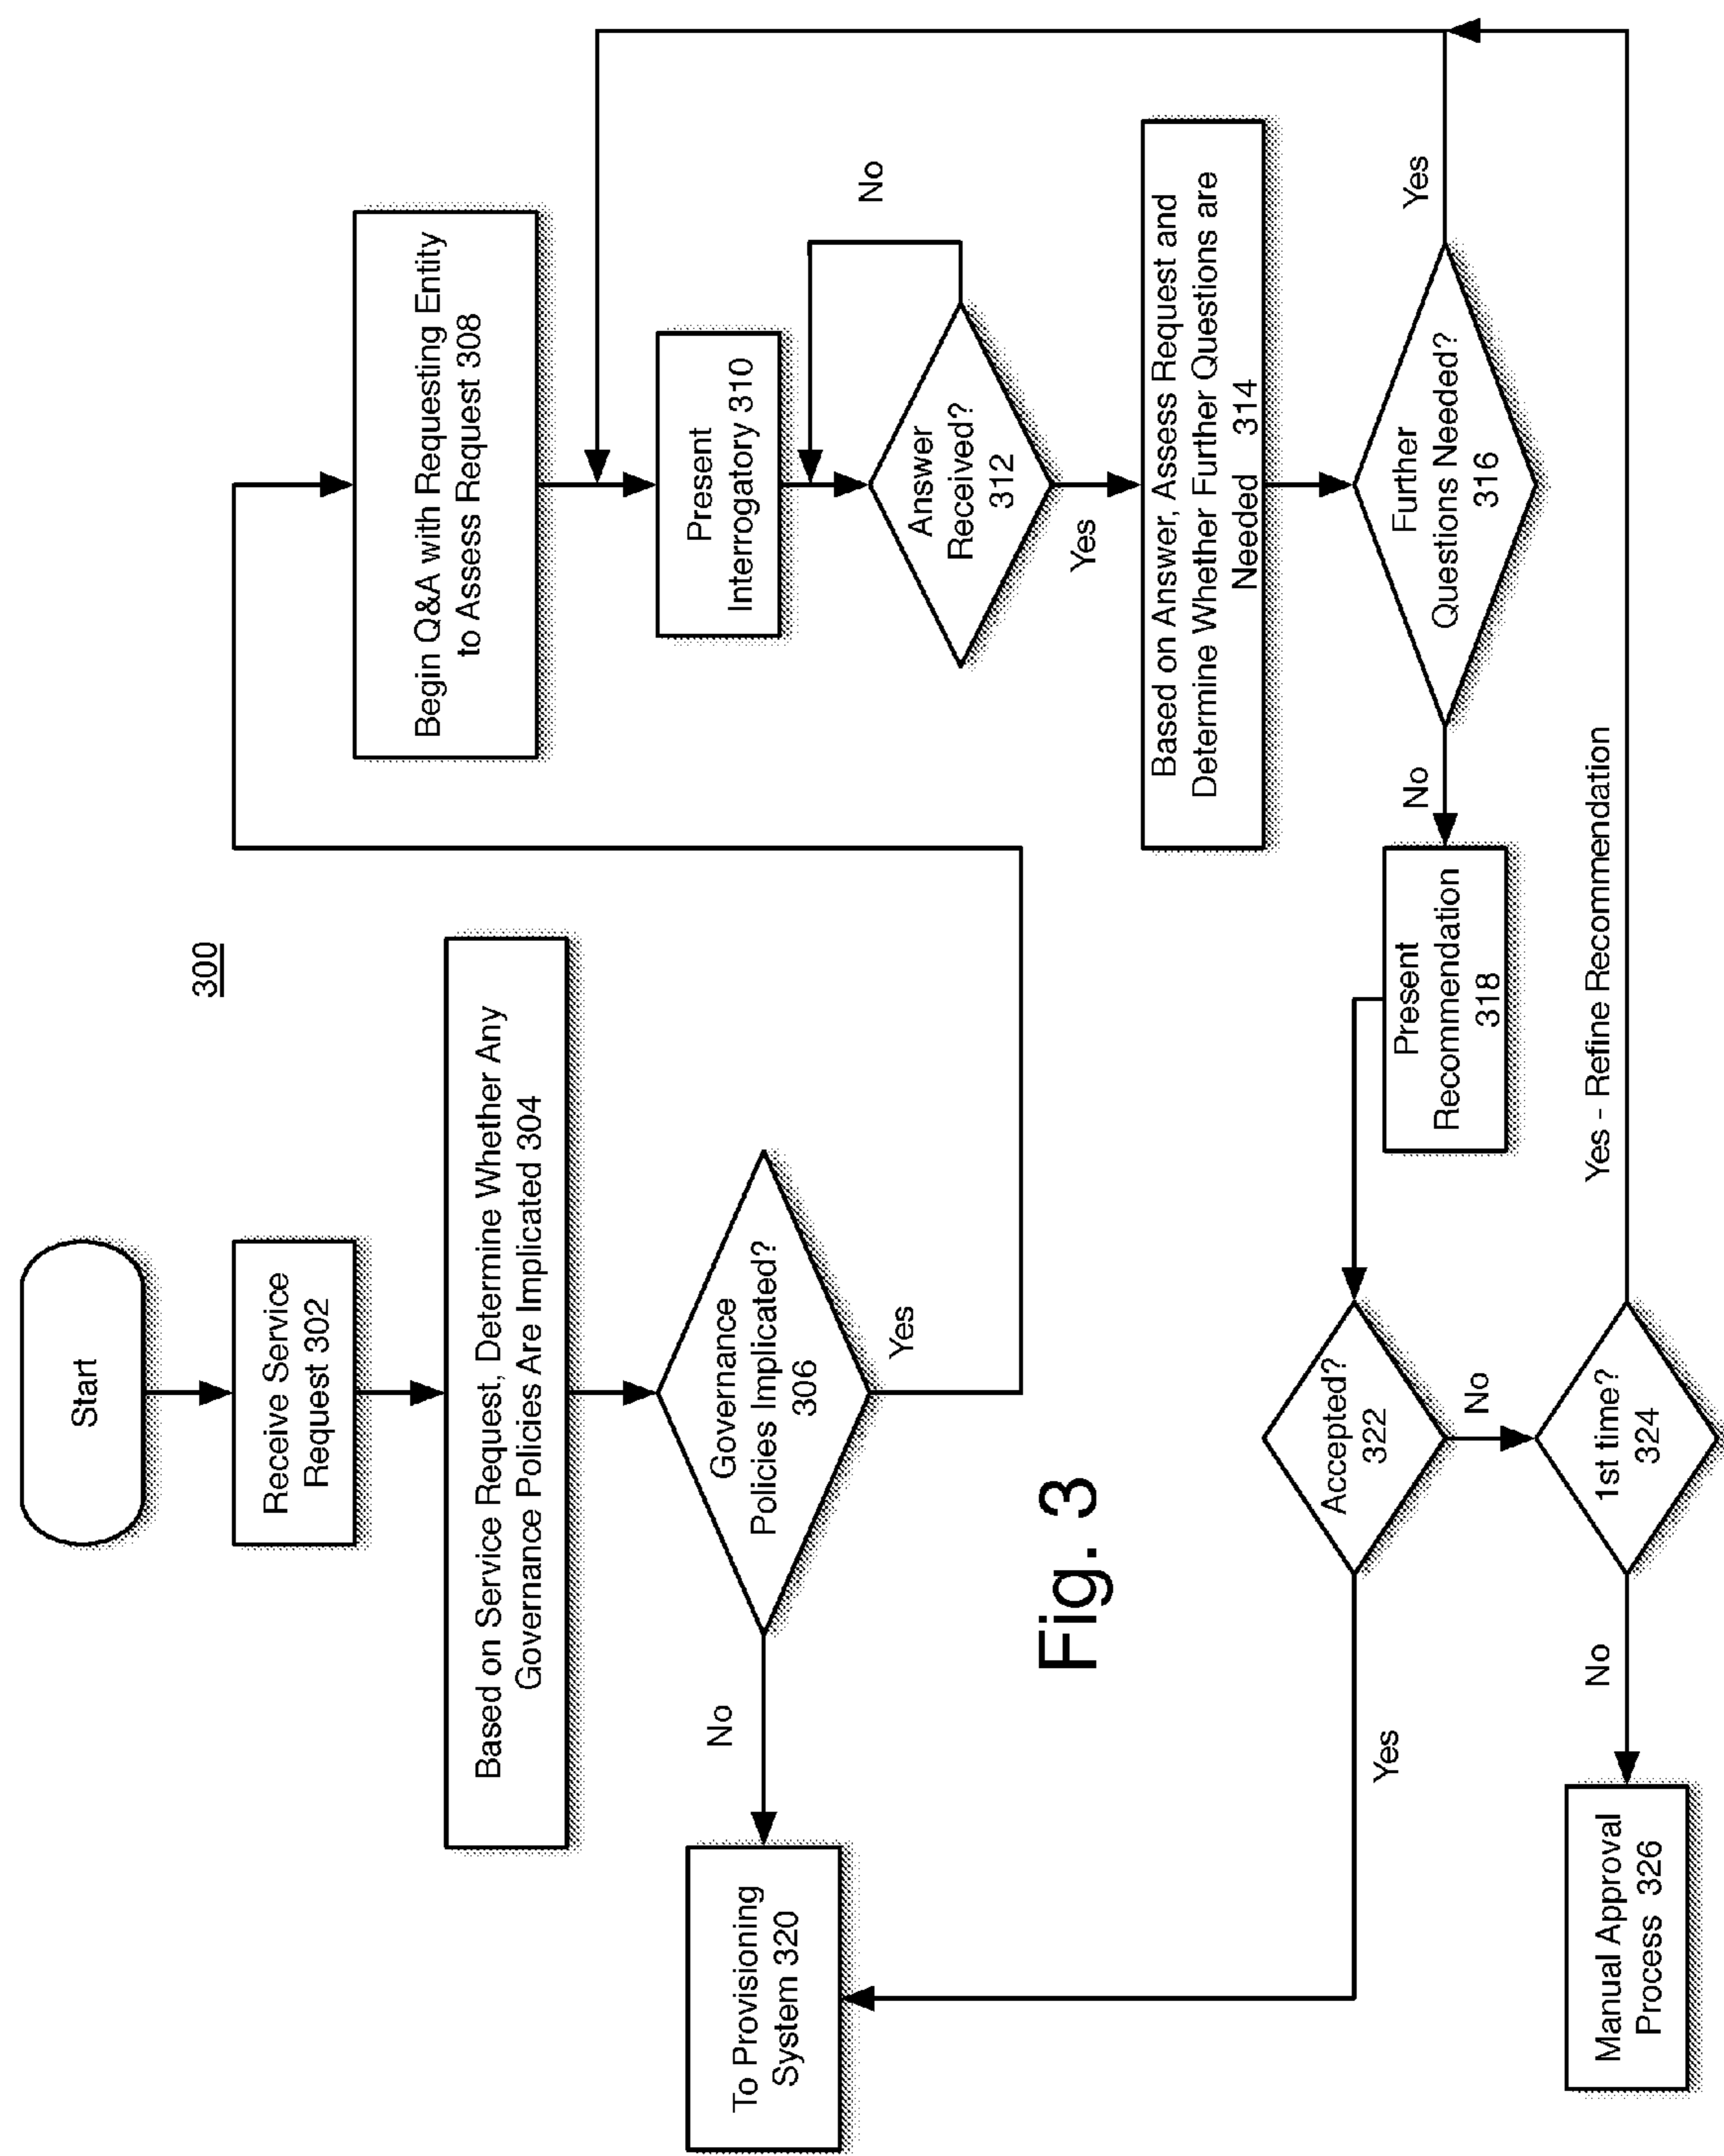 300
Start
Receive Service
Request 302
Based on Service Request, Determine Whether Any
Governance Policies Are Implicated 304
Governance
Policies Implicated?
306
No
Yes
To Provisioning
System 320
Begin Q&A with Requesting Entity
to Assess Request 308
Present
Interrogatory 310
Answer
Received?
312
No
Yes
Based on Answer, Assess Request and
Determine Whether Further Questions are
Needed 314
Further
Questions Needed?
316
Yes
No
Present
Recommendation
318
Accepted?
322
Yes
No
1st time?
324
Yes - Refine Recommendation
No
Manual Approval
Process 326
Fig. 3